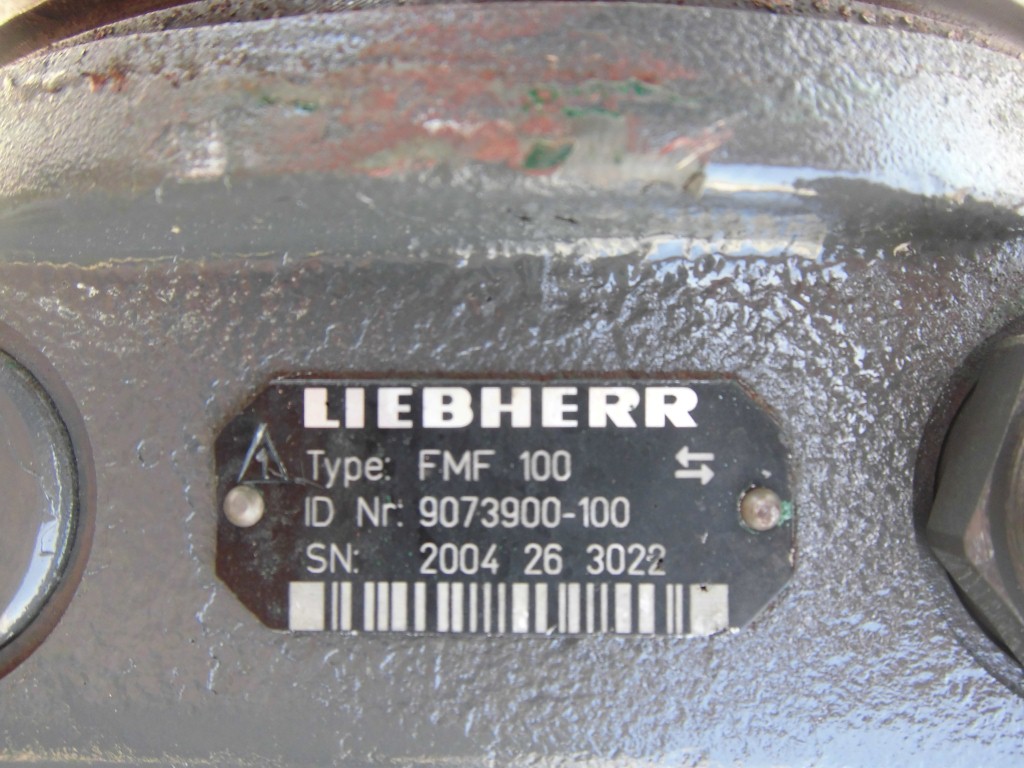 LIEBHERR
Type: FMF 100
ID Nr: 9073900-100
SN: 2004 26 3022